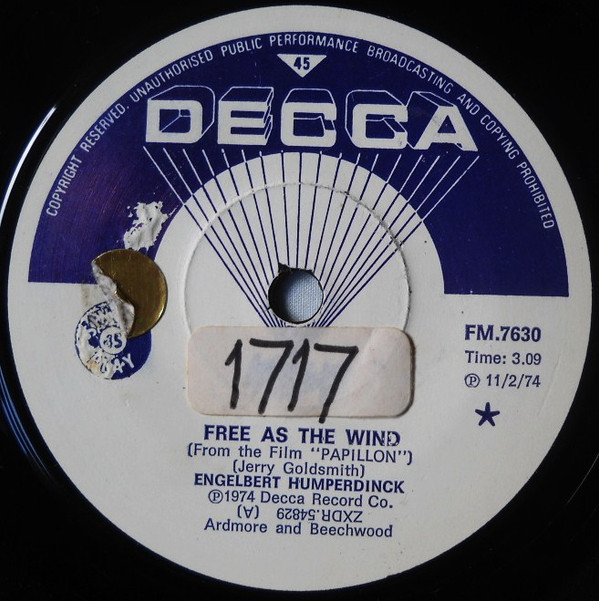 COPYRIGHT RESERVED. UNAUTHORISED PUBLIC PERFORMANCE BROADCASTING AND COPYING PROHIBITED
45
DECCA
FM.7630
Time: 3.09
Ⓟ 11/2/74
*
1717
FREE AS THE WIND
(From the Film "PAPILLON")
(Jerry Goldsmith)
ENGELBERT HUMPERDINCK
Ⓟ1974 Decca Record Co.
(A) ZXDR.54829
Ardmore and Beechwood